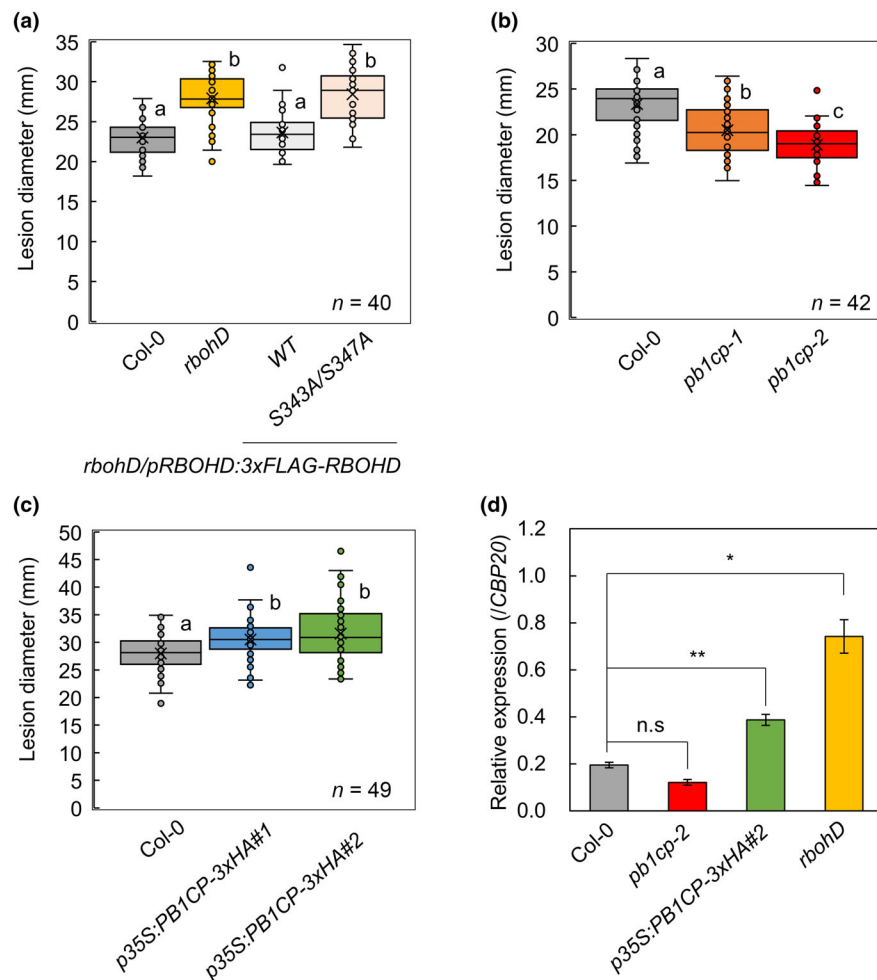 (a)
Lesion diameter (mm)
35
30
25
20
15
10
5
0
a
b
a
b
n = 40
Col-0
rbohD
WT
S343A/S347A
rbohD/pRBOHD:3xFLAG-RBOHD
(b)
Lesion diameter (mm)
30
25
20
15
10
5
0
a
b
c
n = 42
Col-0
pb1cp-1
pb1cp-2
(c)
Lesion diameter (mm)
50
45
40
35
30
25
20
15
10
5
0
a
b
b
n = 49
Col-0
p35S:PB1CP-3xHA#1
p35S:PB1CP-3xHA#2
(d)
Relative expression (/CBP20)
1.2
1.0
0.8
0.6
0.4
0.2
0.0
*
**
n.s
Col-0
pb1cp-2
p35S:PB1CP-3xHA#2
rbohD